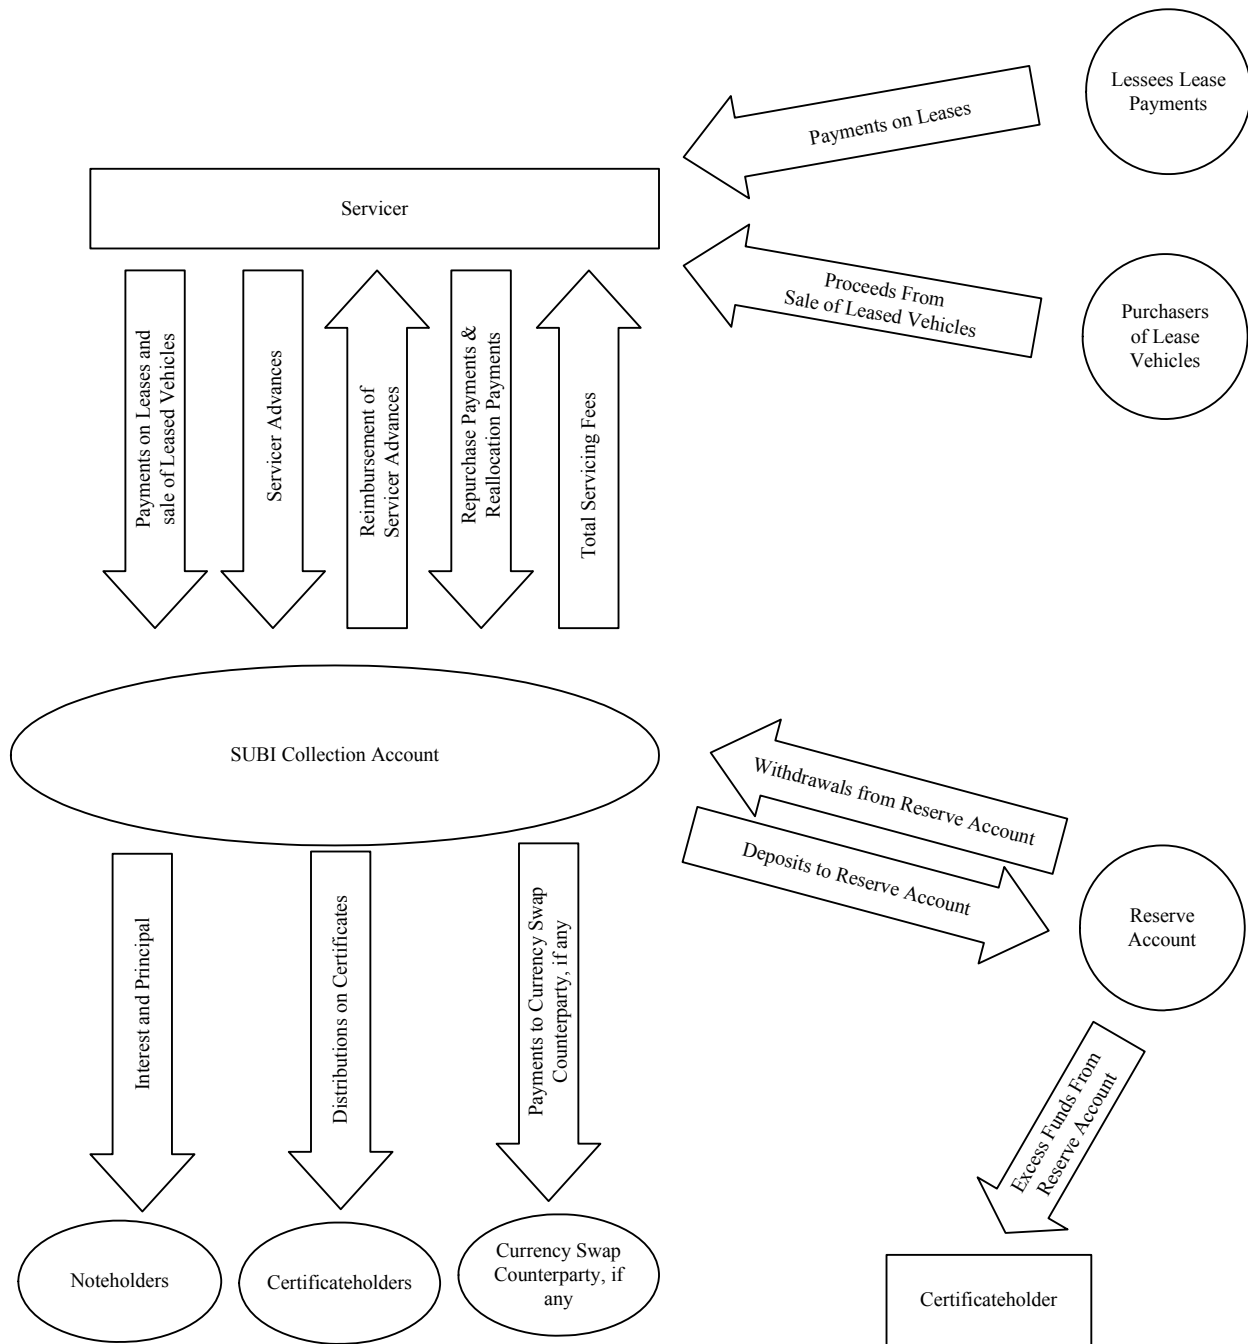 Lessees Lease
Payments
Payments on Leases
Servicer
Proceeds From
Sale of Leased Vehicles
Purchasers
of Lease
Vehicles
Payments on Leases and
sale of Leased Vehicles
Servicer Advances
Reimbursement of
Servicer Advances
Repurchase Payments &
Reallocation Payments
Total Servicing Fees
SUBI Collection Account
Withdrawals from Reserve Account
Deposits to Reserve Account
Reserve
Account
Interest and Principal
Distributions on Certificates
Payments to Currency Swap
Counterparty, if any
Excess Funds From
Reserve Account
Noteholders
Certificateholders
Currency Swap
Counterparty, if
any
Certificateholder